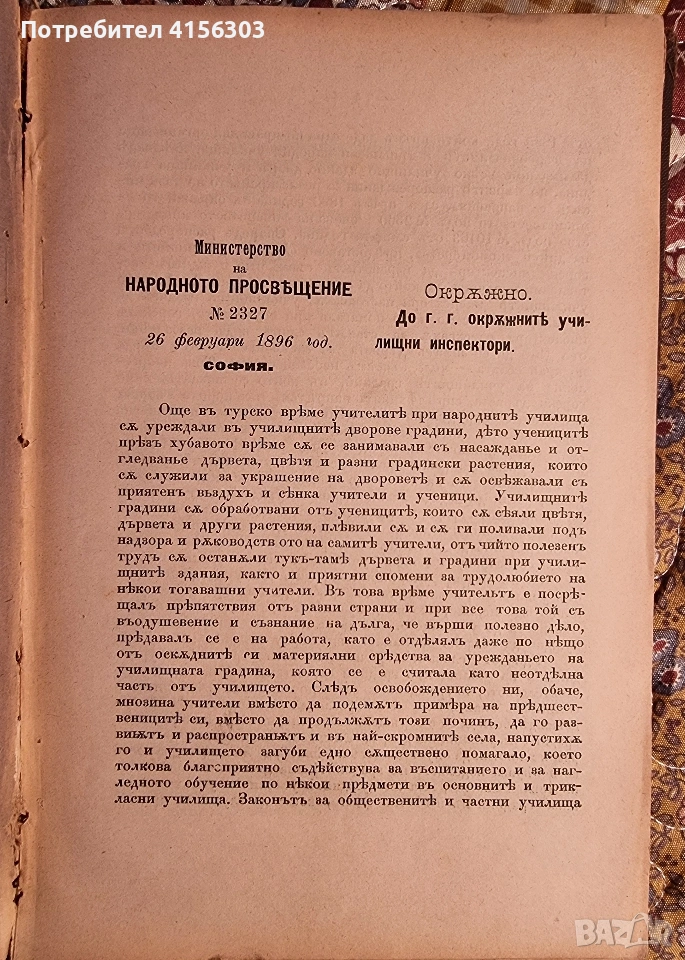 Потребител 4156303
Министерство
на
НАРОДНОТО ПРОСВѢЩЕНИЕ
№ 2327
26 февруари 1896 год.
СОФИЯ.
Окрѫжно.
До г. г. окрѫжнитѣ учи-
лищни инспектори.
Още въ турско врѣме учителитѣ при народнитѣ училища
сѫ уреждали въ училищнитѣ дворове градини, дѣто ученицитѣ
прѣзъ хубавото врѣме сѫ се занимавали съ насажданье и от-
гледванье дървета, цвѣтя и разни градински растения, които
сѫ служили за украшение на дворoветѣ и сѫ освѣжавали съ
приятен въздухъ и сѣнка учители и ученици. Училищнитѣ
градини сѫ обработвани отъ ученицитѣ, които сѫ сѣяли цвѣтя,
дървета и други растения, плѣвили сѫ и сѫ ги поливали подъ
надзора и рѫководств ото на самитѣ учители, отъ чийто полезенъ
трудъ сѫ останѫли тукъ-тамѣ дървета и градини при учи-
лищнитѣ здания, както и приятни спомени за трудолюбието на
нѣкои тогавашни учители. Въ това врѣме учительтъ е посрѣ-
щалъ прѣпятствия отъ разни страни и при все това той съ
въодушевение и съзнание на дълга, че върши полезно дѣло,
прѣдавалъ се е на работа, като е отдѣлялъ даже по нѣщо
отъ оскѫднитѣ си материялни срѣдства за урежданьето на
училищната градина, която се е считала като неотдѣлна
часть отъ училището. Слѣдъ освобождението ни, обаче,
мнозина учители вмѣсто да подемѫтъ примѣра на прѣдшест-
веницитѣ си, вмѣсто да продължѫтъ този починъ, да го раз-
виѭтъ и распространѭтъ и въ най-скромнитѣ села, напустихѫ
го и училището загуби едно сѫществено помагало, което
толкова благоприятно съдѣйствува за въспитанието и за наг-
ледното обучение по нѣкои прѣдмети въ основнитѣ и трик-
ласни училища. Законътъ за общественитѣ и частни училища
BAZAR